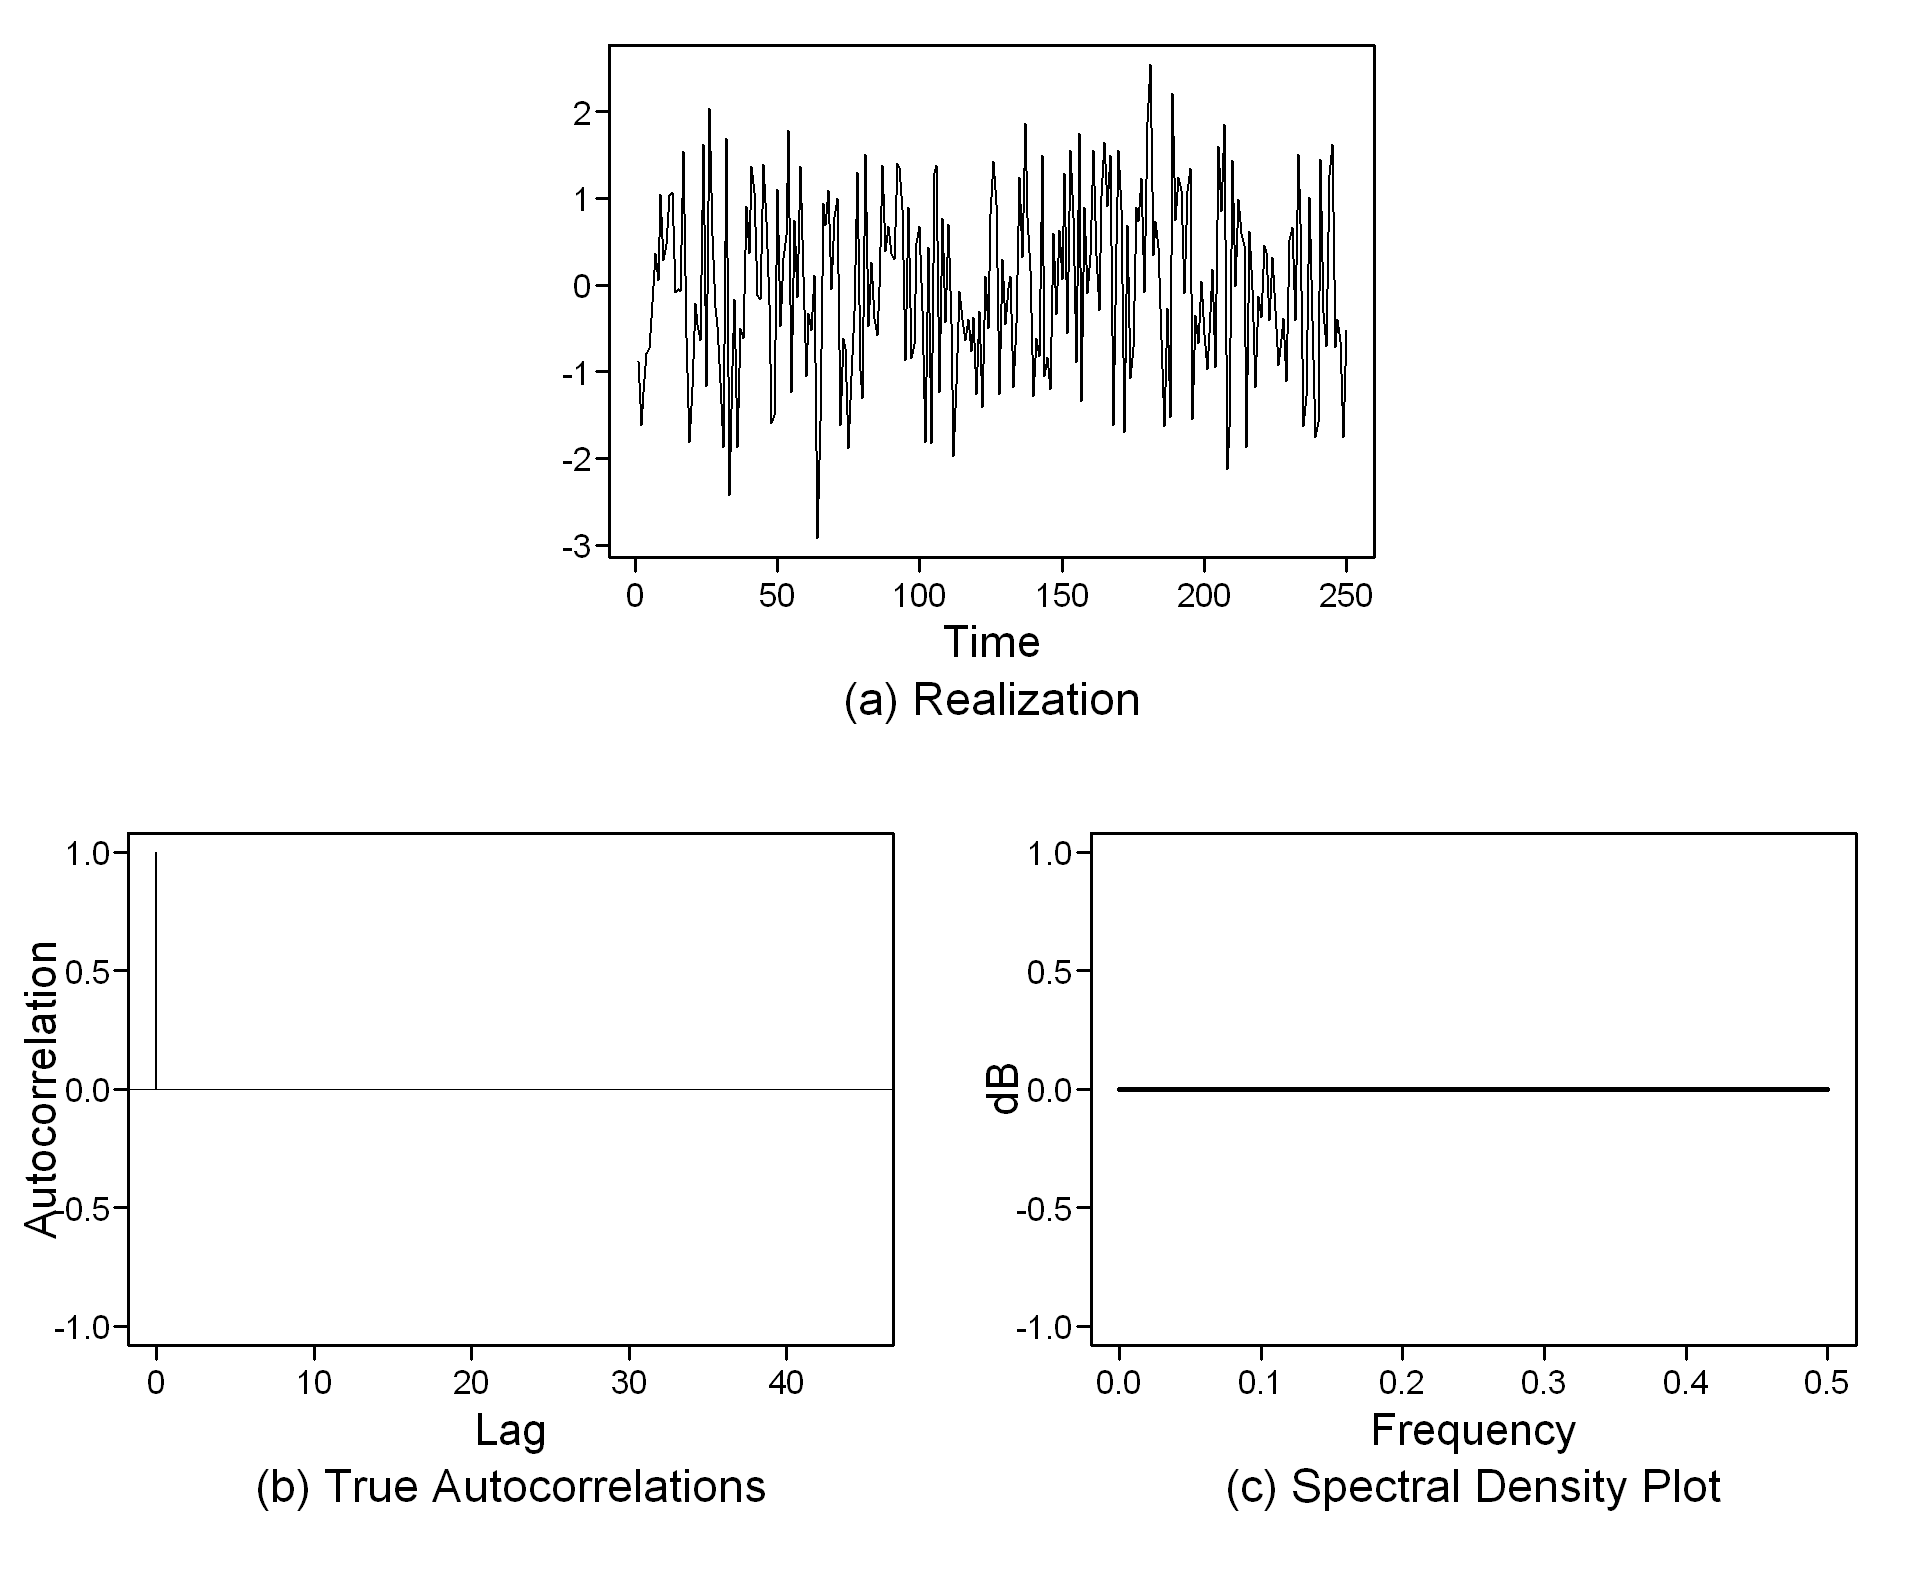 2
1
0
-1
-2
-3
0 50 100 150 200 250
Time
(a) Realization
1.0
0.5
0.0
-0.5
-1.0
Autocorrelation
0 10 20 30 40
Lag
(b) True Autocorrelations
1.0
0.5
0.0
-0.5
-1.0
dB
0.0 0.1 0.2 0.3 0.4 0.5
Frequency
(c) Spectral Density Plot